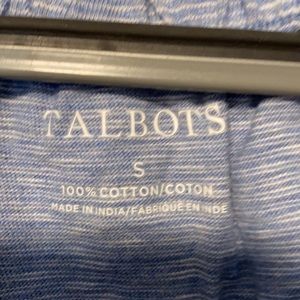 TALBOTS
S
100% COTTON/COTON
MADE IN INDIA/FABRIQUÉ EN INDE